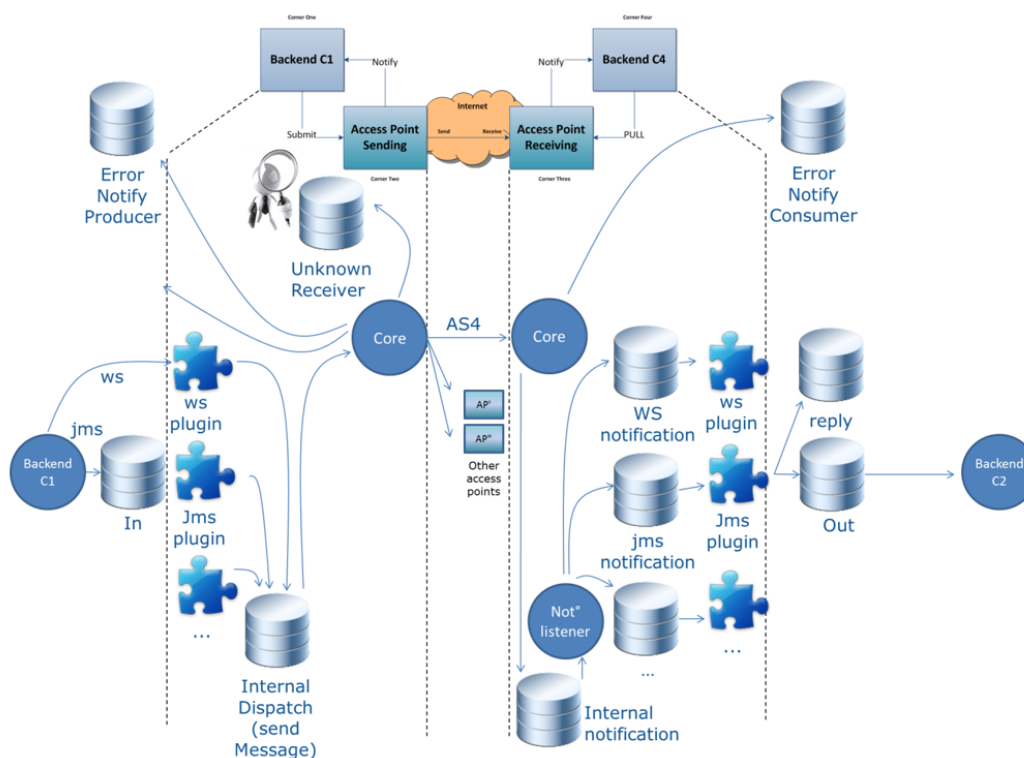 Corner One
Corner Four
Backend C1
Backend C4
Notify
Notify
Internet
Submit
Access Point
Sending
Send
Receive
Access Point
Receiving
PULL
Corner Two
Corner Three
Error
Notify
Producer
Error
Notify
Consumer
Unknown
Receiver
Core
AS4
Core
ws
ws
plugin
jms
Backend
C1
In
Jms
plugin
...
Internal
Dispatch
(send
Message)
AP'
AP''
Other
access
points
WS
notification
ws
plugin
reply
jms
notification
Jms
plugin
Out
Backend
C2
Not°
listener
...
...
Internal
notification